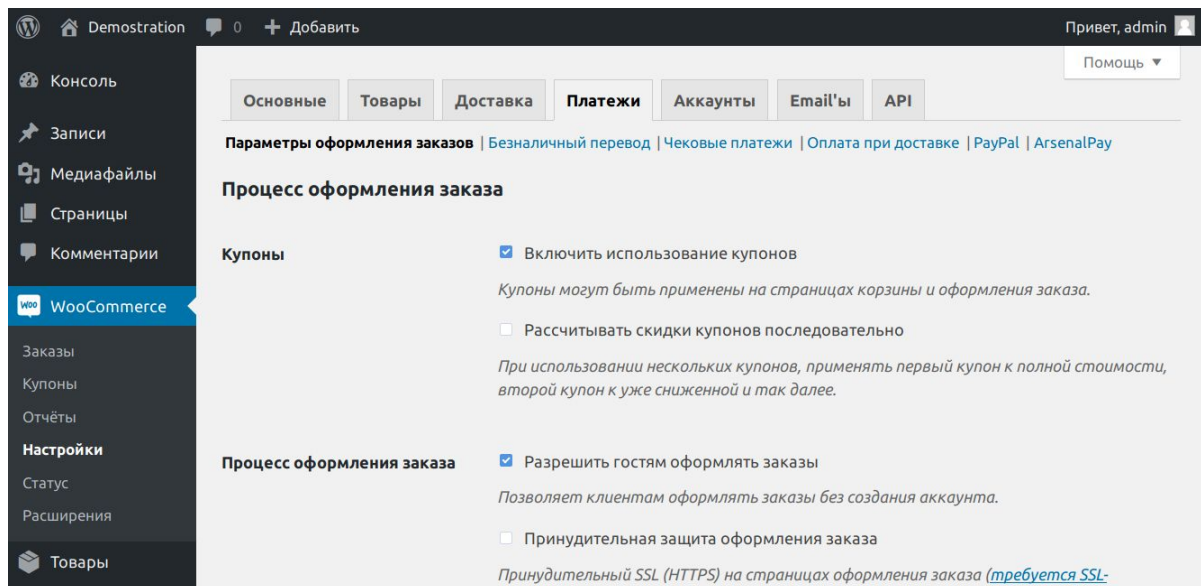 Demostration 0 Добавить Привет, admin
Помощь ▼
Консоль
Записи
Медиафайлы
Страницы
Комментарии
Woo WooCommerce
Заказы
Купоны
Отчёты
Настройки
Статус
Расширения
Товары
Основные Товары Доставка Платежи Аккаунты Email'ы API
Параметры оформления заказов | Безналичный перевод | Чековые платежи | Оплата при доставке | PayPal | ArsenalPay
Процесс оформления заказа
Купоны
Включить использование купонов
Купоны могут быть применены на страницах корзины и оформления заказа.
Рассчитывать скидки купонов последовательно
При использовании нескольких купонов, применять первый купон к полной стоимости,
второй купон к уже сниженной и так далее.
Процесс оформления заказа
Разрешить гостям оформлять заказы
Позволяет клиентам оформлять заказы без создания аккаунта.
Принудительная защита оформления заказа
Принудительный SSL (HTTPS) на страницах оформления заказа (требуется SSL-